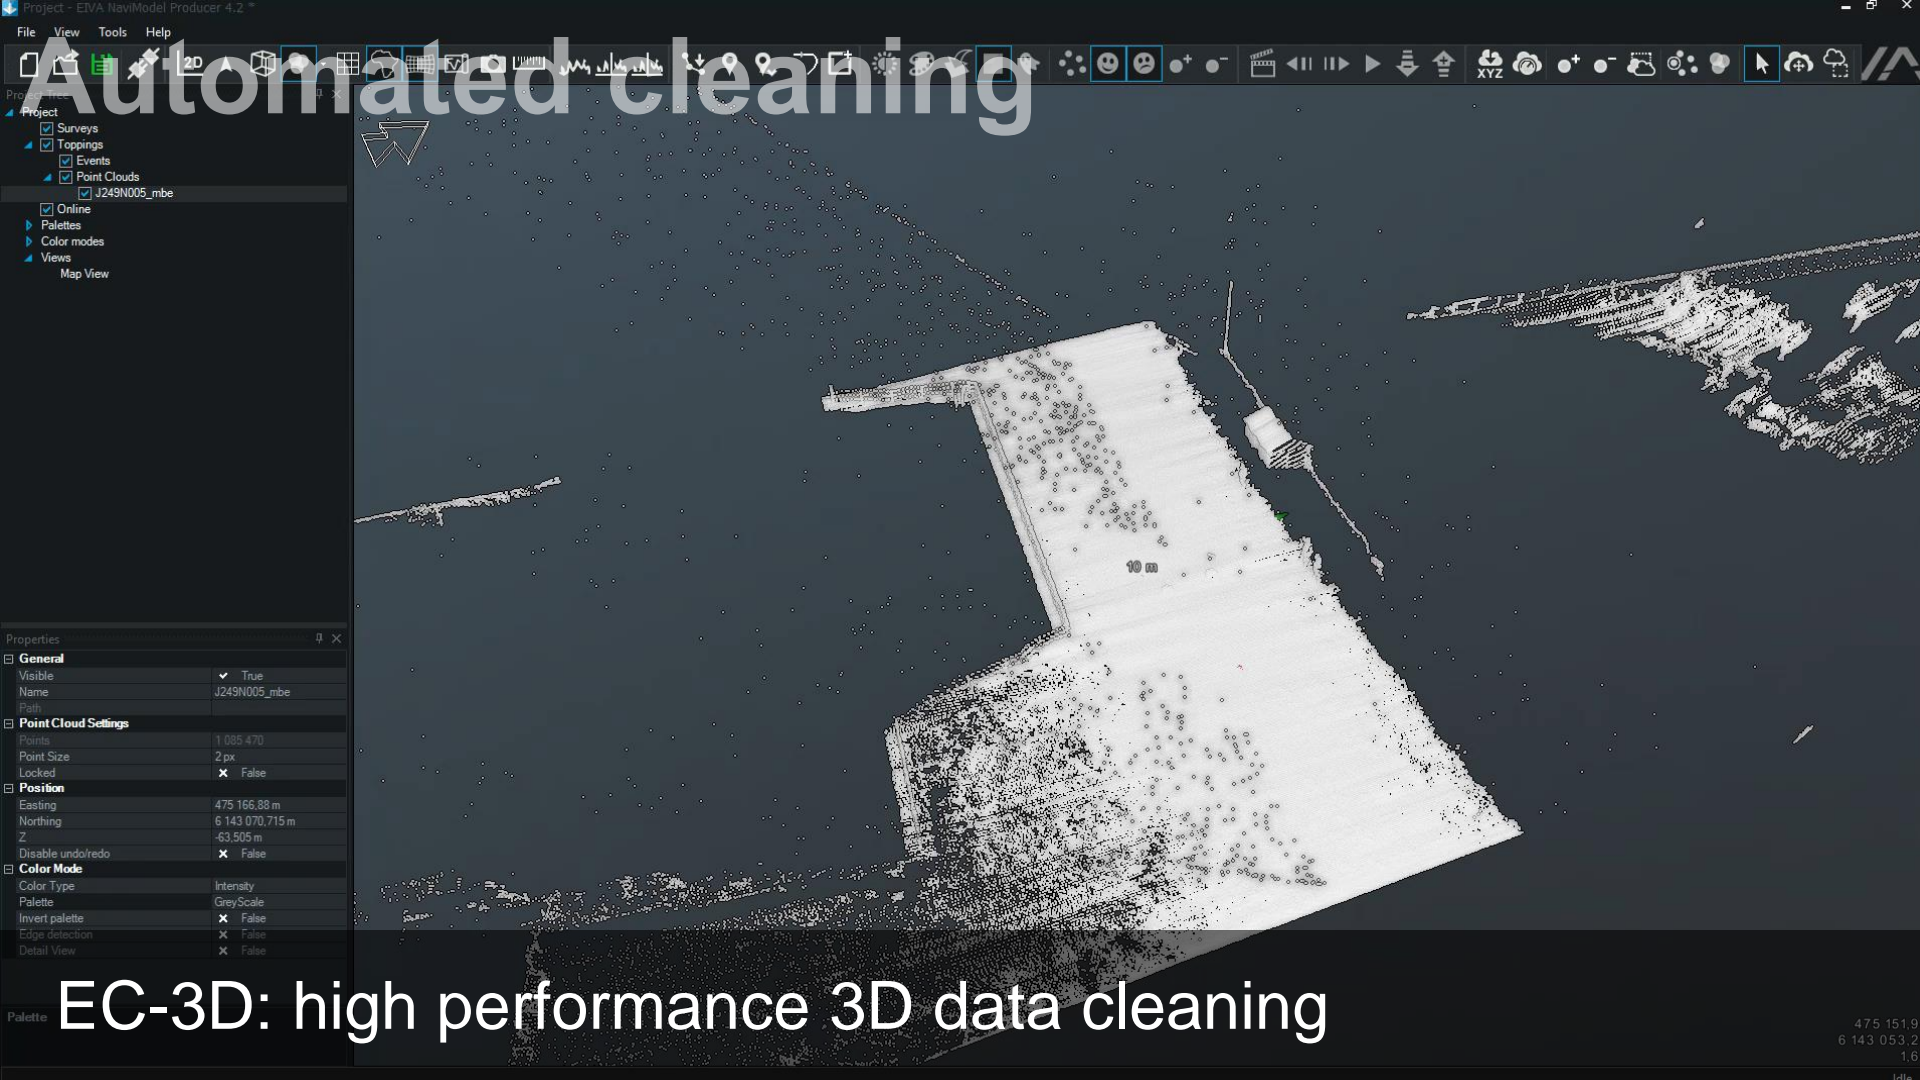 Project - EIVA NaviModel Producer 4.2 *
File View Tools Help
Automated cleaning
2D
XYZ
Project Tree
Project
Surveys
Toppings
Events
Point Clouds
J249N005_mbe
Online
Palettes
Color modes
Views
Map View
10 m
Properties
General
Visible True
Name J249N005_mbe
Path
Point Cloud Settings
Points 1 085 470
Point Size 2 px
Locked False
Position
Easting 475 166,88 m
Northing 6 143 070,715 m
Z -63,505 m
Disable undo/redo False
Color Mode
Color Type Intensity
Palette GreyScale
Invert palette False
Edge detection False
Detail View False
Palette
EC-3D: high performance 3D data cleaning
475 151,9
6 143 053,2
1,6
Idle